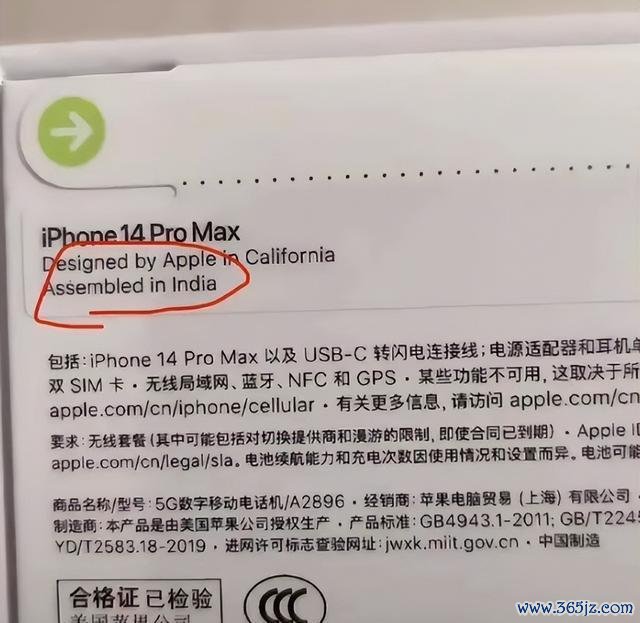 iPhone 14 Pro Max
Designed by Apple in California
Assembled in India
包括：iPhone 14 Pro Max 以及 USB-C 转闪电连接线；电源适配器和耳机单
双 SIM 卡・无线局域网、蓝牙、NFC 和 GPS・某些功能不可用，这取决于所
apple.com/cn/iphone/cellular・有关更多信息，请访问 apple.com/cn
要求：无线套餐（其中可能包括对切换提供商和漫游的限制，即使合同已到期）・Apple ID
apple.com/cn/legal/sla。电池续航能力和充电次数因使用情况和设置而异。电池可能
商品名称/型号：5G数字移动电话机/A2896・经销商：苹果电脑贸易（上海）有限公司・
制造商：本产品是由美国苹果公司授权生产・产品标准：GB4943.1-2011；GB/T2245
YD/T2583.18-2019・进网许可标志查验网址：jwxk.miit.gov.cn・中国制造
合格证 已检验
美国苹果公司
CCC
www.365jz.com